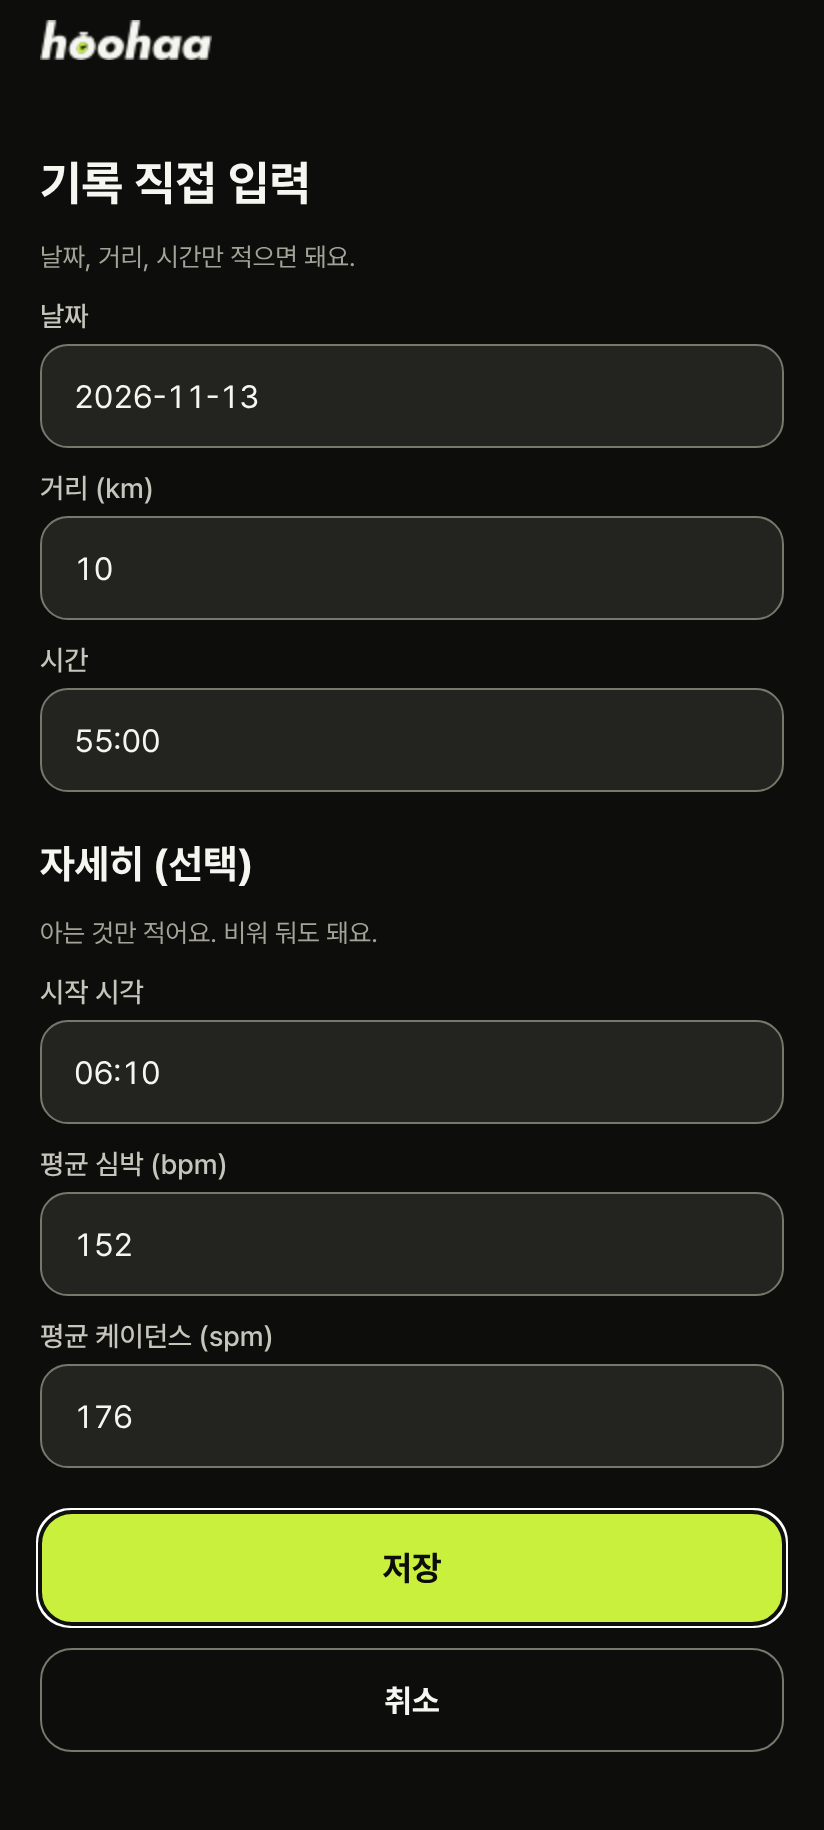 hoohaa
기록 직접 입력
날짜, 거리, 시간만 적으면 돼요.
날짜
2026-11-13
거리 (km)
10
시간
55:00
자세히 (선택)
아는 것만 적어요. 비워 둬도 돼요.
시작 시각
06:10
평균 심박 (bpm)
152
평균 케이던스 (spm)
176
저장
취소